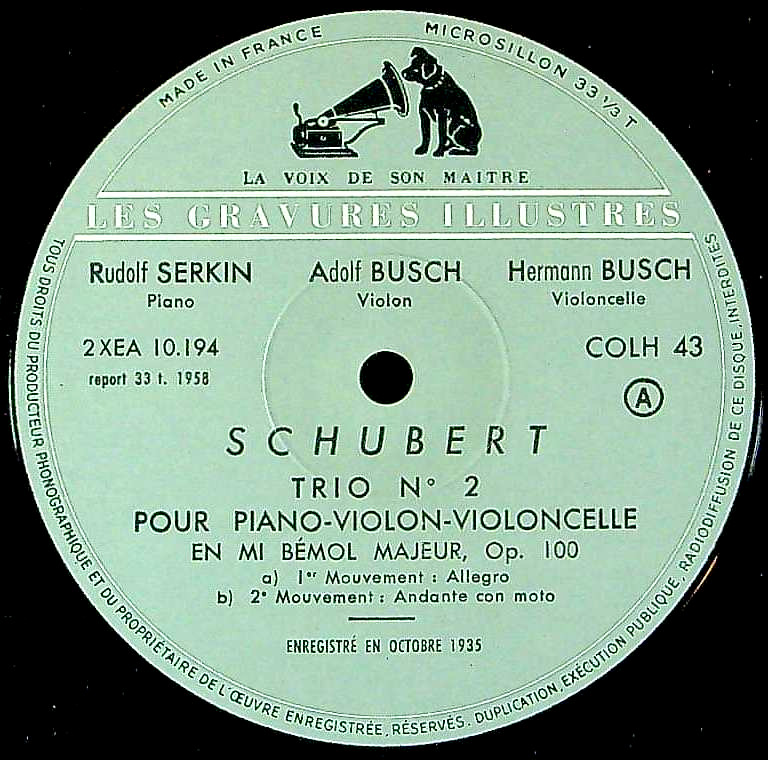 MADE IN FRANCE
MICROSILLON 33 1/3 T
LA VOIX DE SON MAITRE
LES GRAVURES ILLUSTRES
Rudolf SERKIN Adolf BUSCH Hermann BUSCH
Piano Violon Violoncelle
2 XEA 10.194 COLH 43
report 33 t. 1958 A
SCHUBERT
TRIO N° 2
POUR PIANO-VIOLON-VIOLONCELLE
EN MI BÉMOL MAJEUR, Op. 100
a) 1er Mouvement : Allegro
b) 2e Mouvement : Andante con moto
ENREGISTRÉ EN OCTOBRE 1935
TOUS DROITS DU PRODUCTEUR PHONOGRAPHIQUE ET DU PROPRIÉTAIRE DE L'ŒUVRE ENREGISTRÉE, RÉSERVÉS. DUPLICATION, EXÉCUTION PUBLIQUE, RADIODIFFUSION DE CE DISQUE, INTERDITES